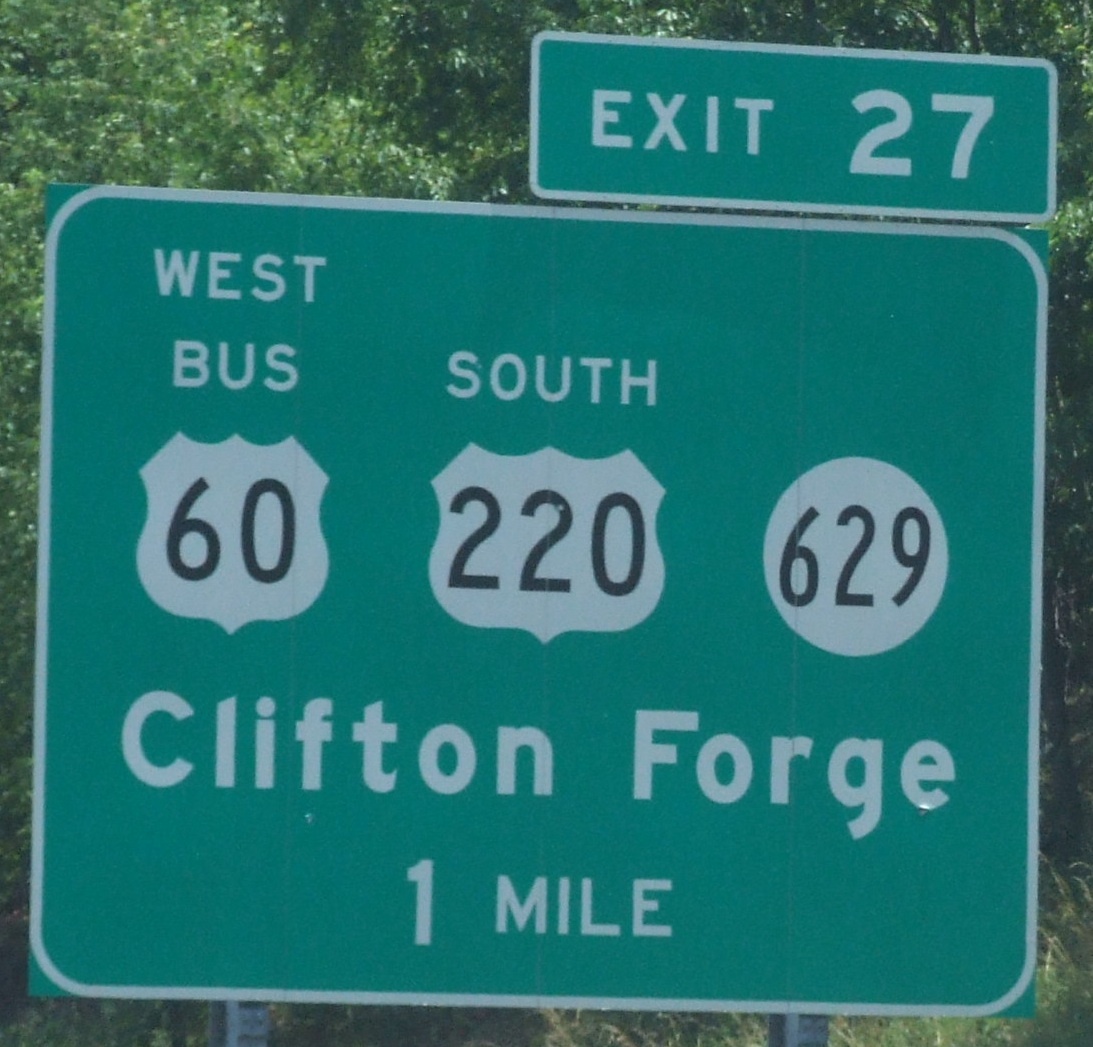 EXIT 27
WEST
BUS SOUTH
60 220 629
Clifton Forge
1 MILE